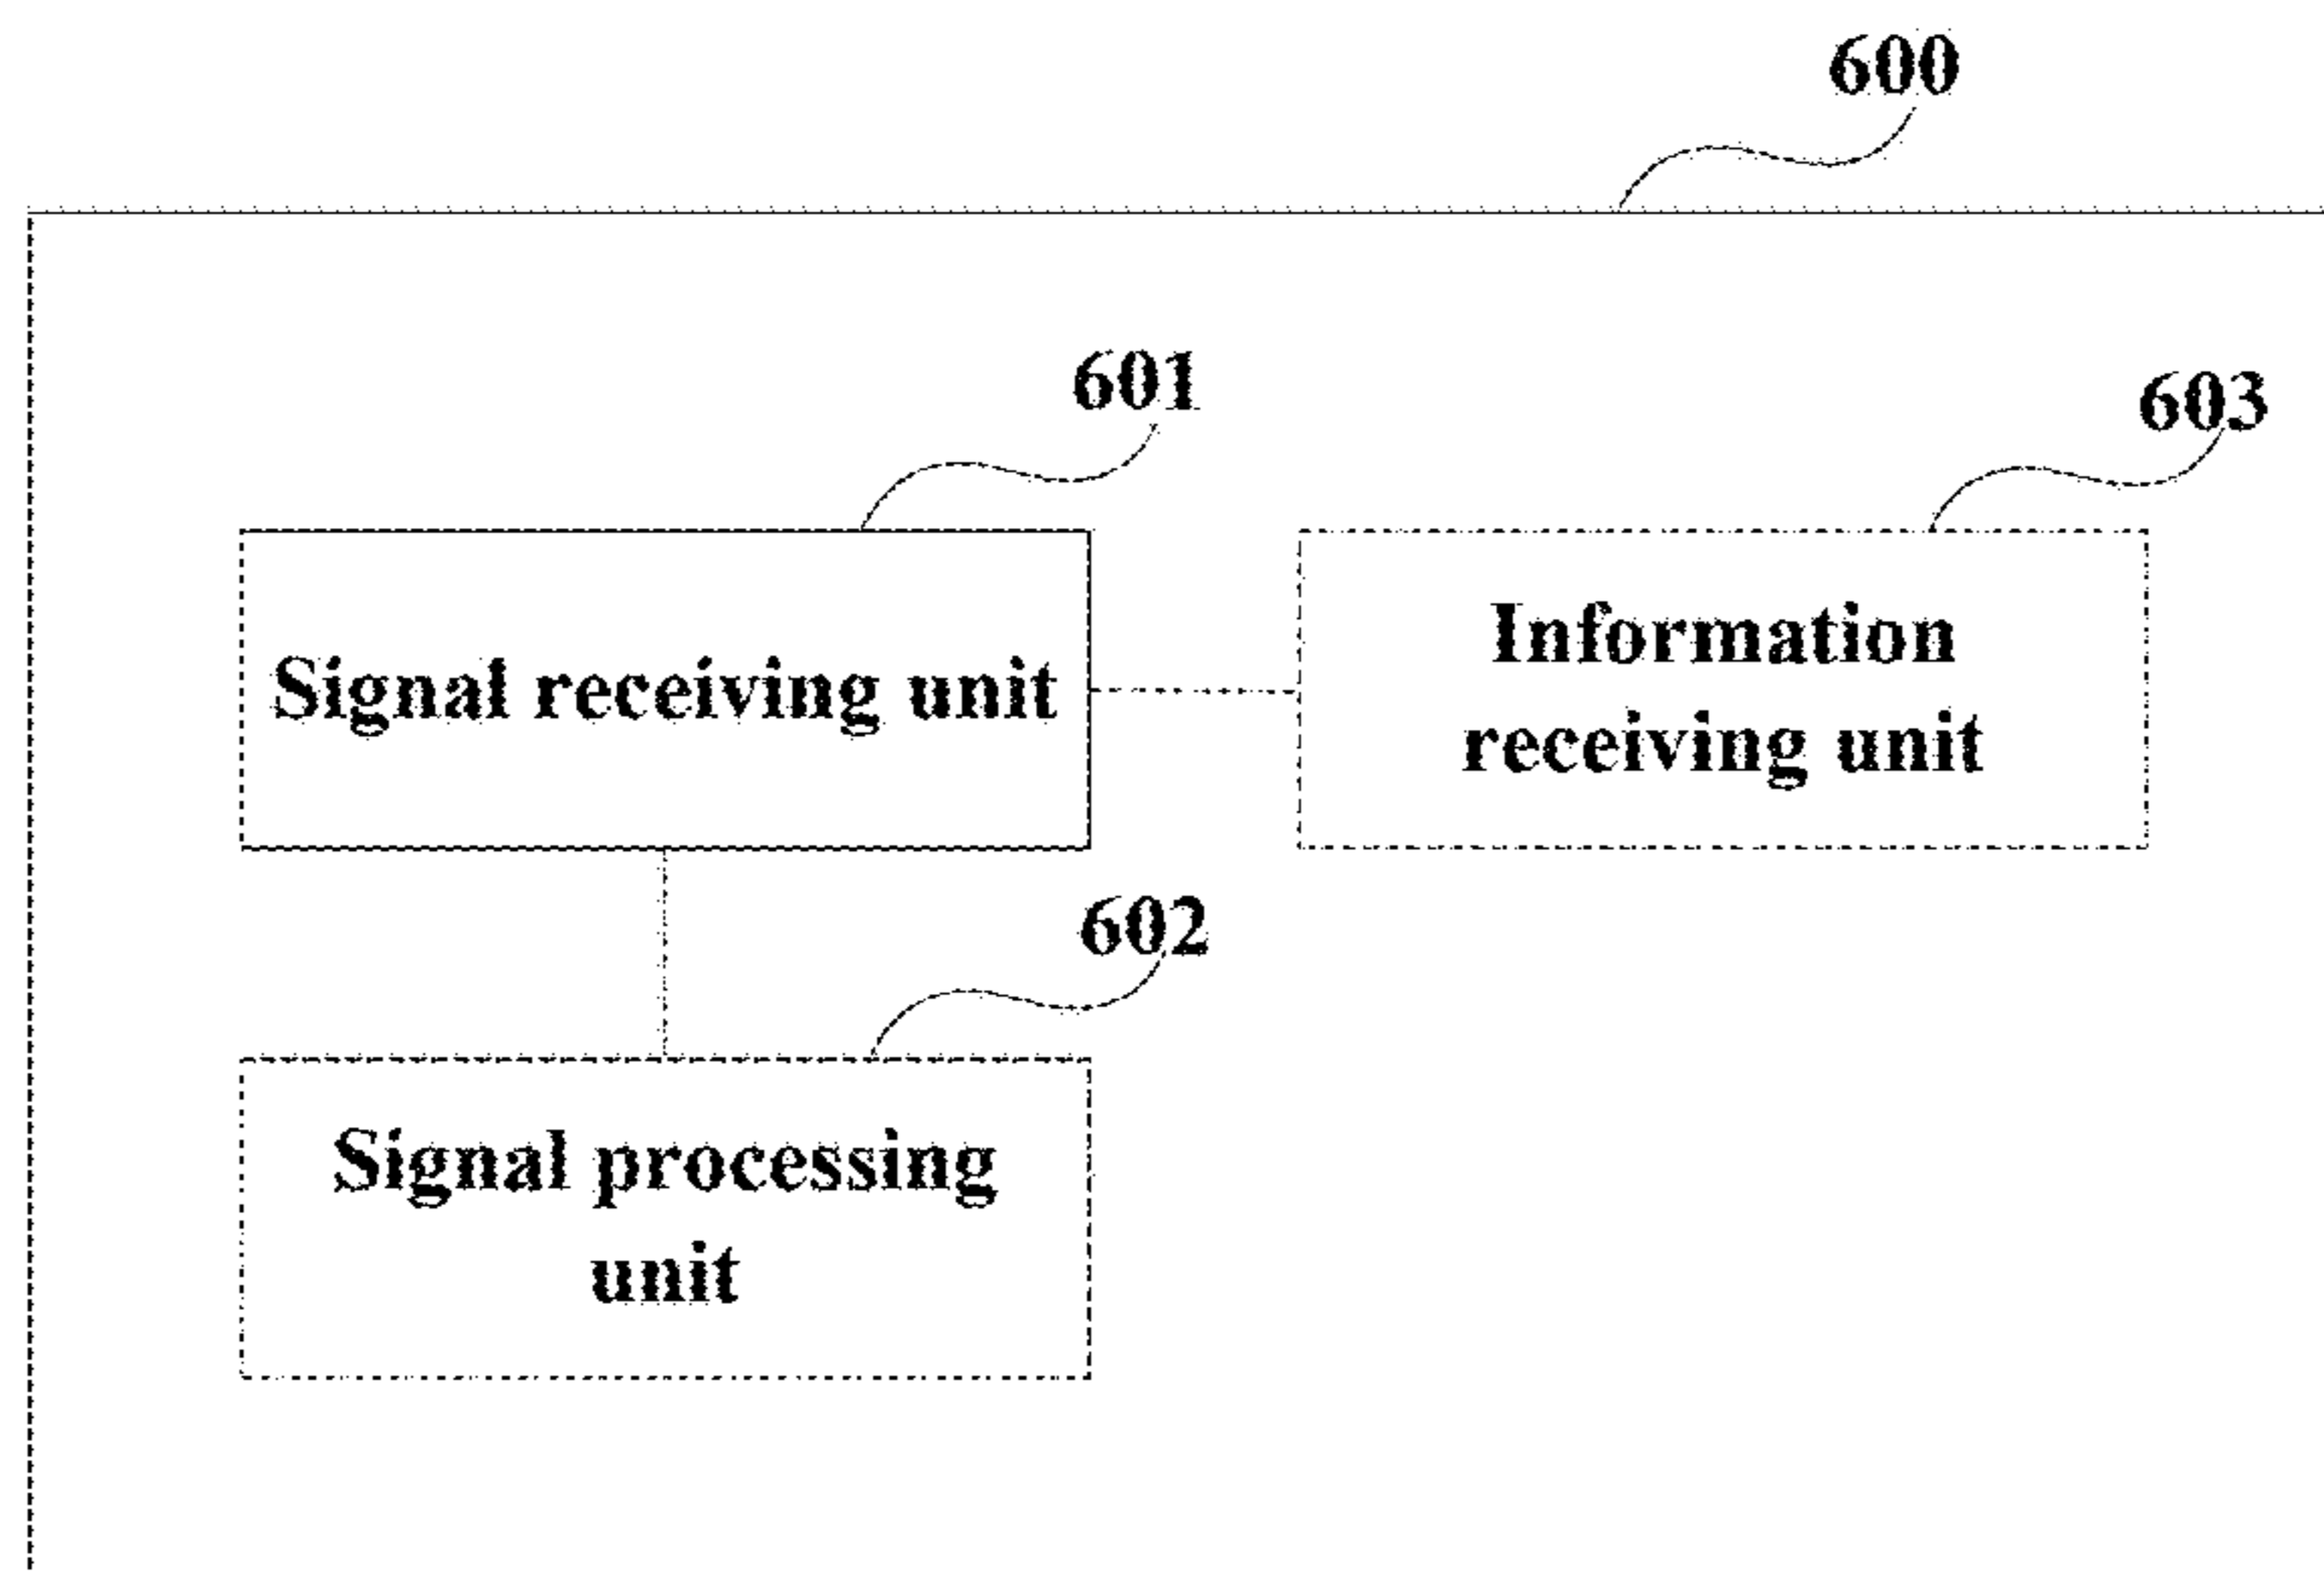 600
601
603
Signal receiving unit
Information
receiving unit
602
Signal processing
unit